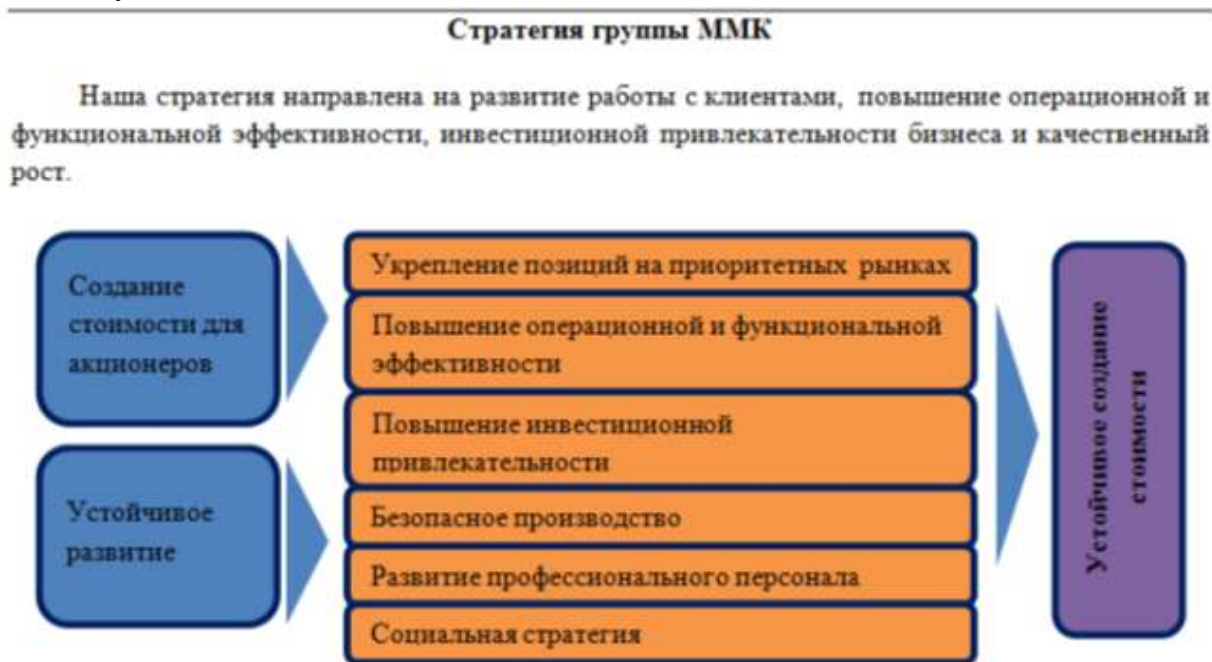 Стратегия группы ММК
Наша стратегия направлена на развитие работы с клиентами, повышение операционной и
функциональной эффективности, инвестиционной привлекательности бизнеса и качественный
рост.
Создание
стоимости для
акционеров
Устойчивое
развитие
Укрепление позиций на приоритетных рынках
Повышение операционной и функциональной
эффективности
Повышение инвестиционной
привлекательности
Безопасное производство
Развитие профессионального персонала
Социальная стратегия
Устойчивое создание
стоимости